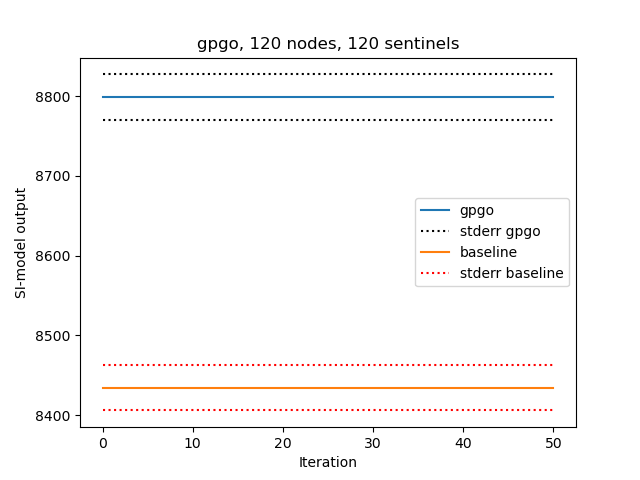 gpgo, 120 nodes, 120 sentinels
SI-model output
8800
8700
8600
8500
8400
gpgo
stderr gpgo
baseline
stderr baseline
0 10 20 30 40 50
Iteration